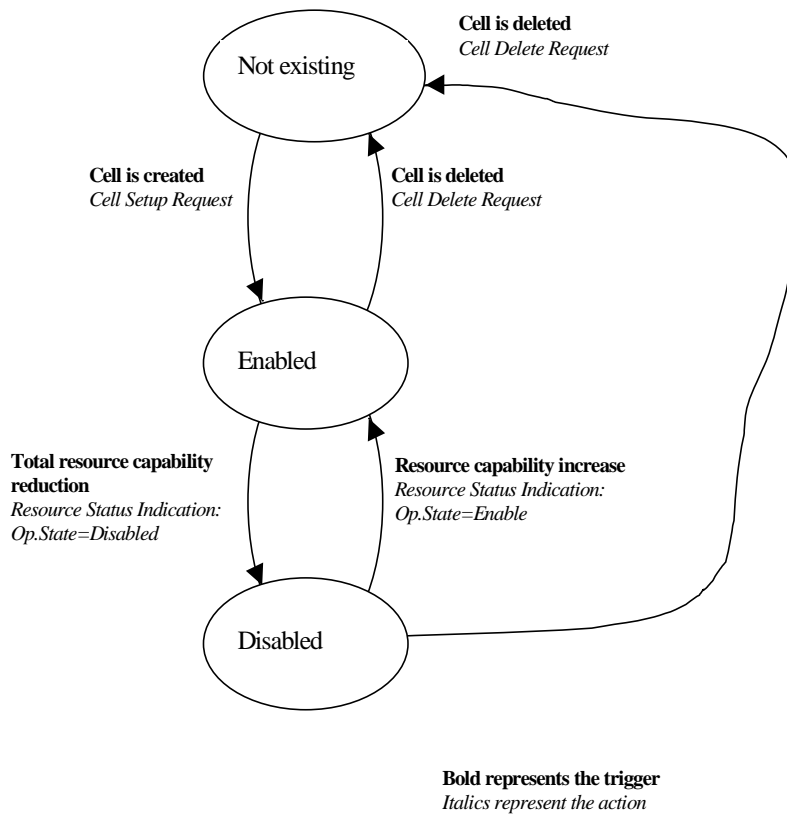 Cell is deleted
Cell Delete Request
Not existing
Cell is created
Cell Setup Request
Cell is deleted
Cell Delete Request
Enabled
Total resource capability
reduction
Resource Status Indication:
Op.State=Disabled
Resource capability increase
Resource Status Indication:
Op.State=Enable
Disabled
Bold represents the trigger
Italics represent the action